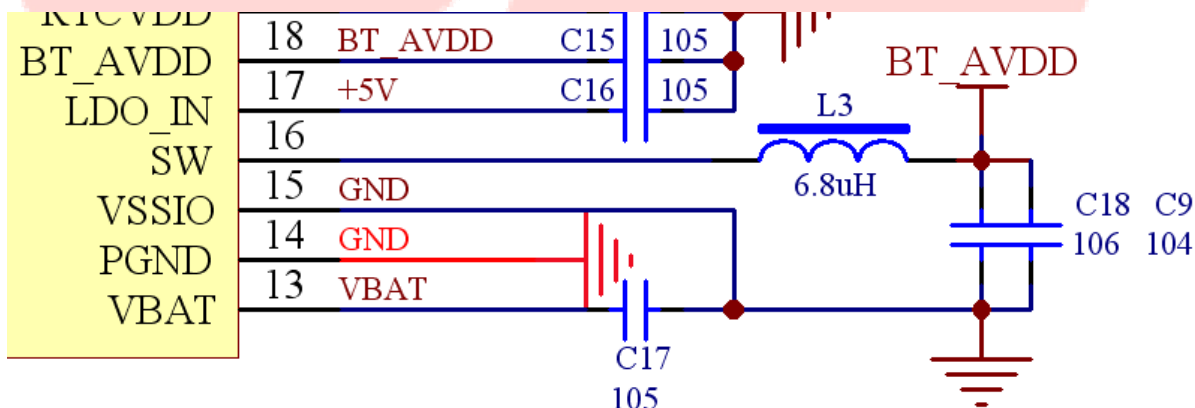 RTCVDD
18 BT_AVDD C15 105
BT_AVDD
BT_AVDD
17 +5V C16 105
LDO_IN
L3
16
SW
6.8uH
15 GND
VSSIO
C18 C9
14 GND
106 104
PGND
13 VBAT
VBAT
C17
105